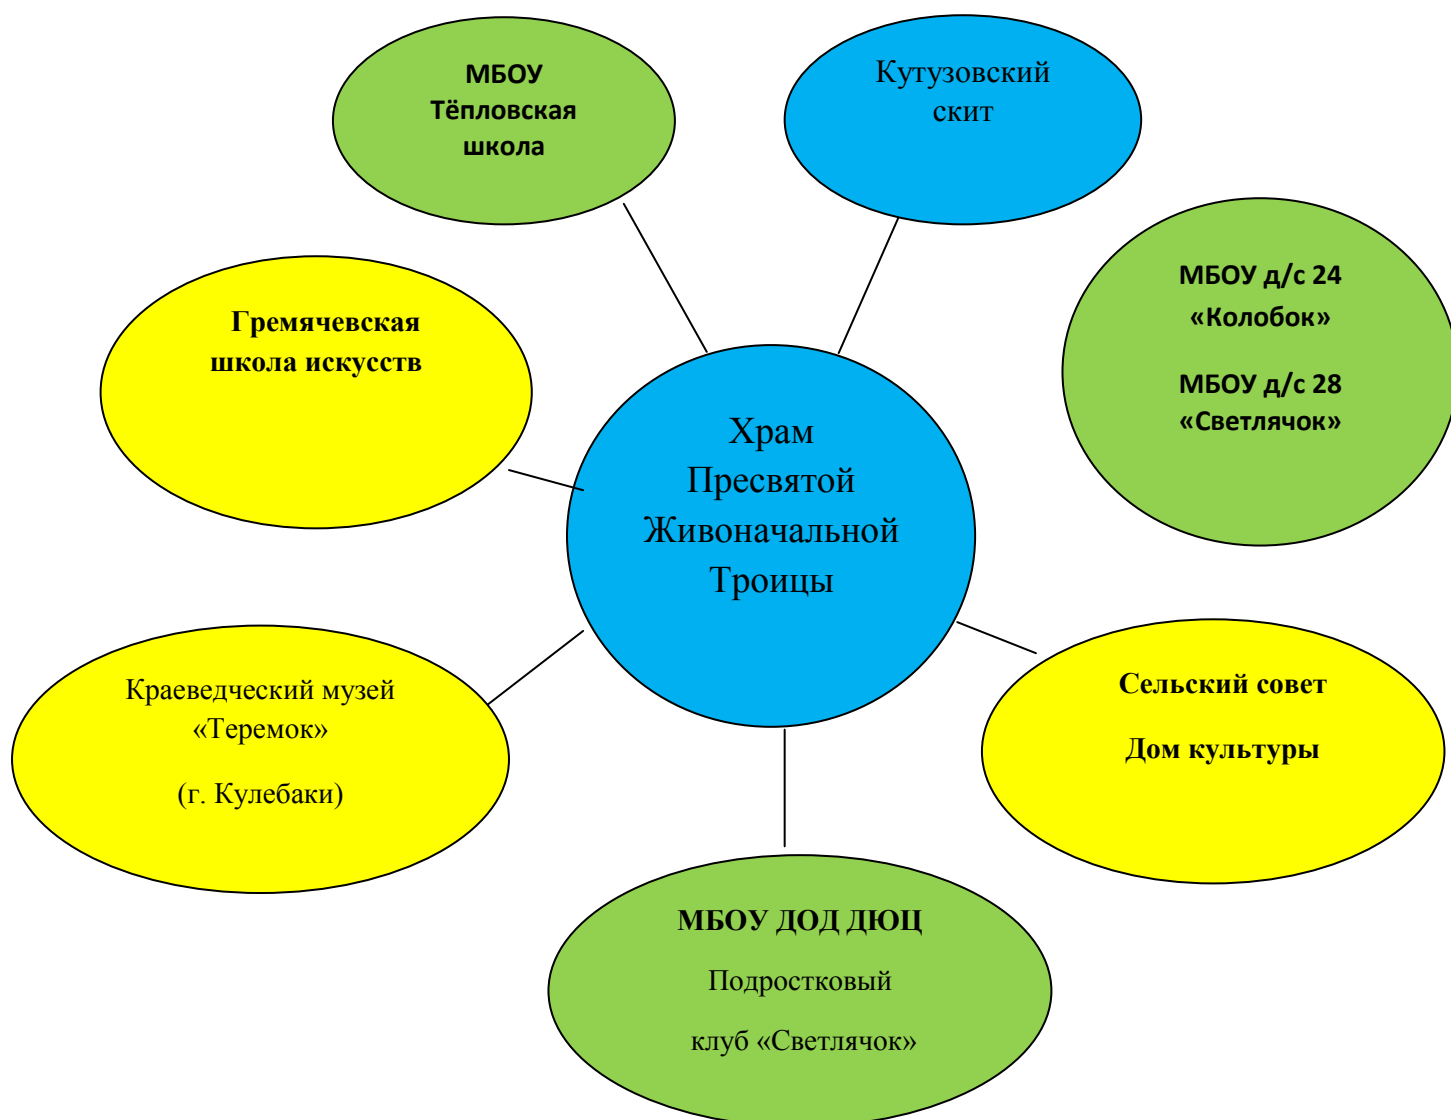 МБОУ
Тёпловская
школа
Кутузовский
скит
МБОУ д/с 24
«Колобок»
МБОУ д/с 28
«Светлячок»
Гремячевская
школа искусств
Храм
Пресвятой
Живоначальной
Троицы
Краеведческий музей
«Теремок»
(г. Кулебаки)
Сельский совет
Дом культуры
МБОУ ДОД ДЮЦ
Подростковый
клуб «Светлячок»